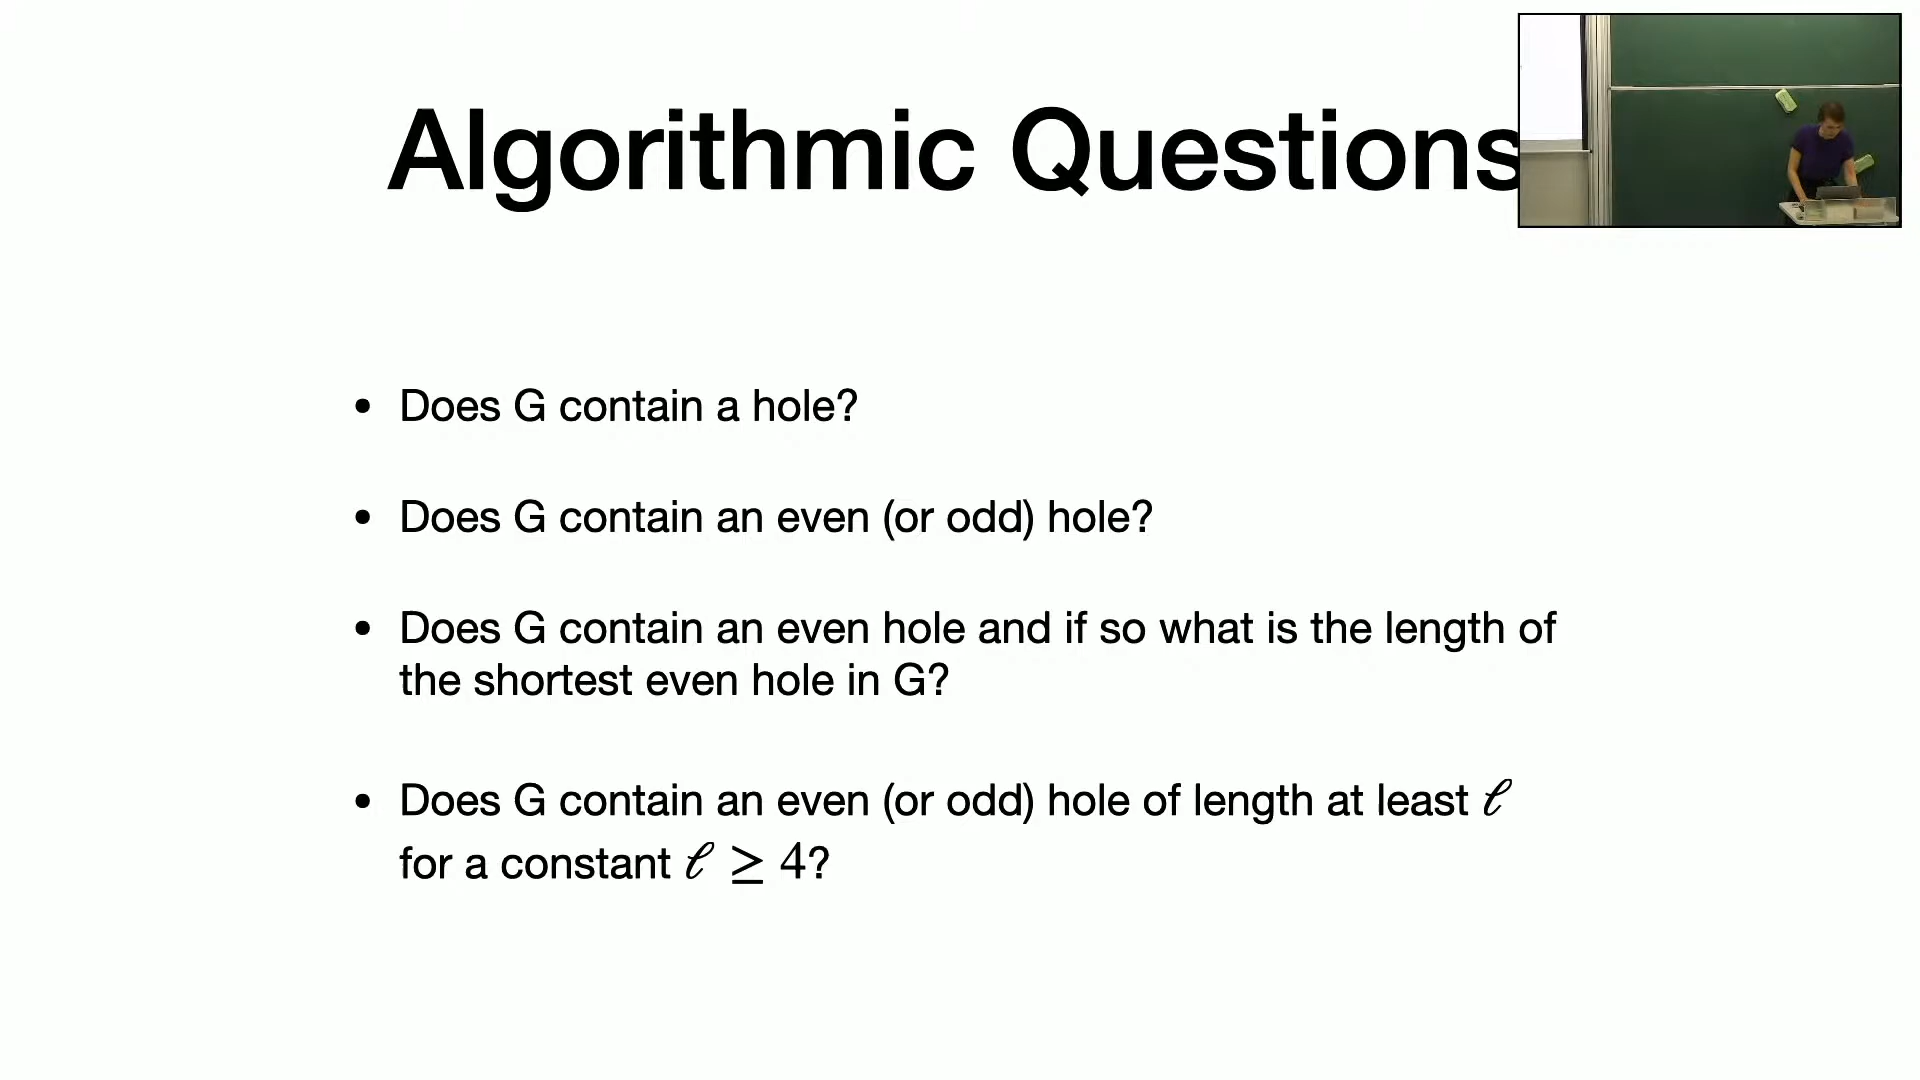 Algorithmic Questions
• Does G contain a hole?
• Does G contain an even (or odd) hole?
• Does G contain an even hole and if so what is the length of
the shortest even hole in G?
• Does G contain an even (or odd) hole of length at least ℓ
for a constant ℓ ≥ 4?